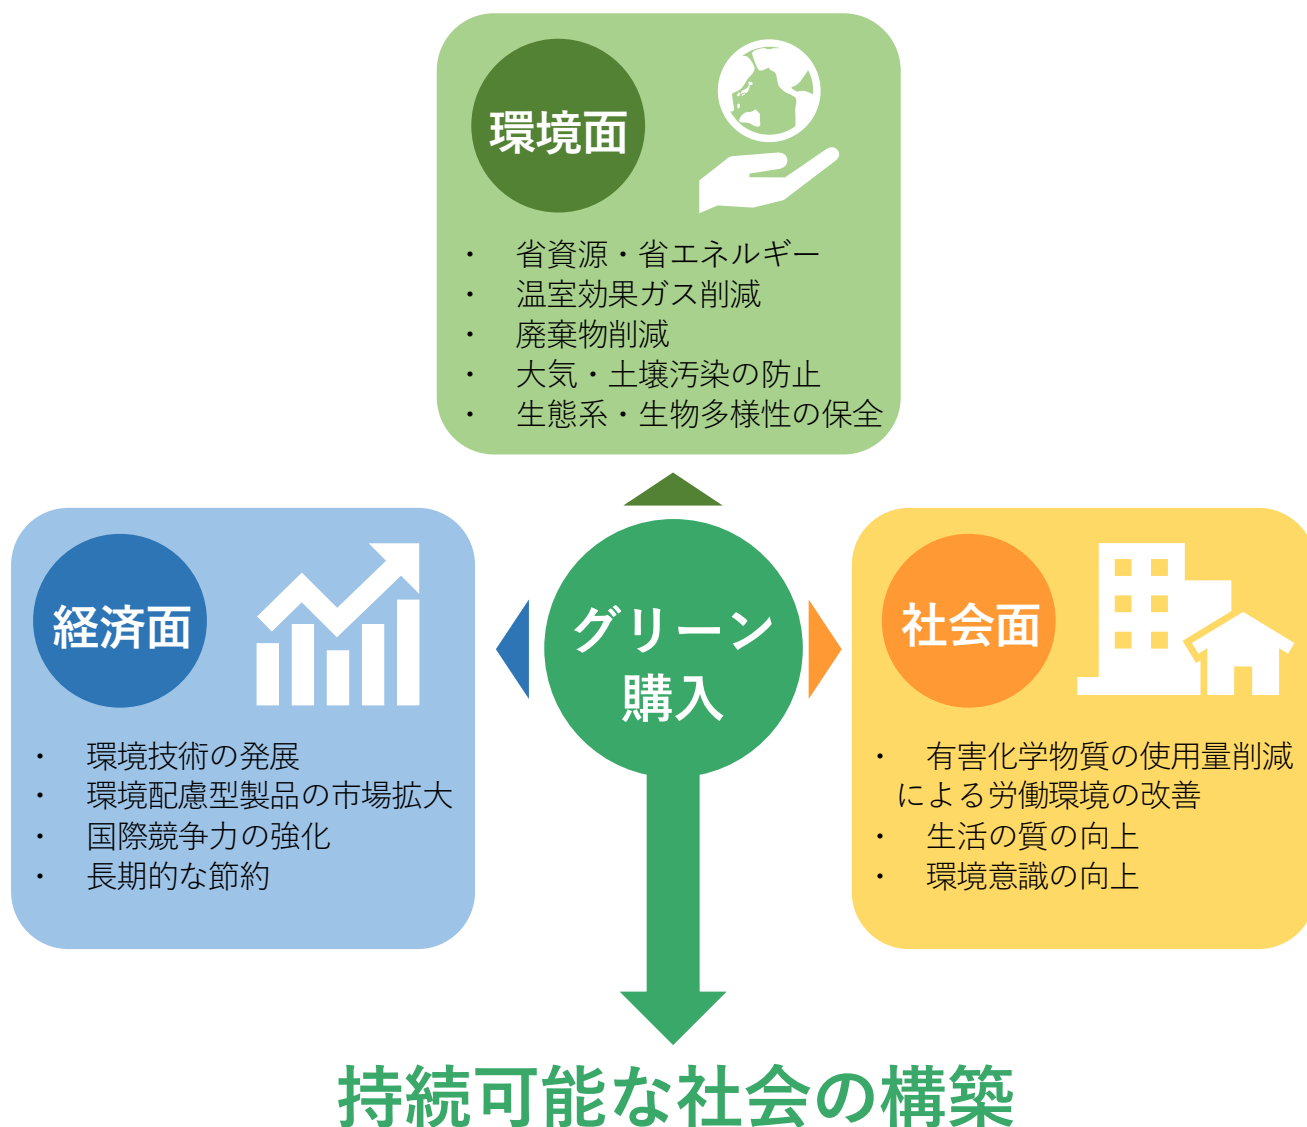 環境面
・　省資源・省エネルギー
・　温室効果ガス削減
・　廃棄物削減
・　大気・土壌汚染の防止
・　生態系・生物多様性の保全
経済面
・　環境技術の発展
・　環境配慮型製品の市場拡大
・　国際競争力の強化
・　長期的な節約
グリーン
購入
社会面
・　有害化学物質の使用量削減
による労働環境の改善
・　生活の質の向上
・　環境意識の向上
持続可能な社会の構築